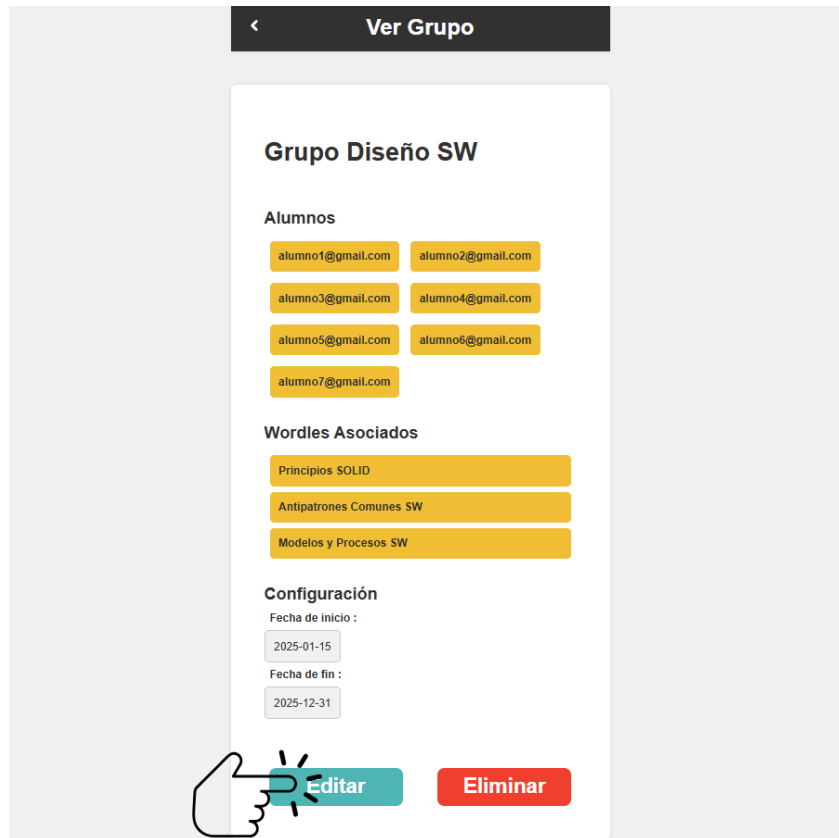 Ver Grupo
Grupo Diseño SW
Alumnos
alumno1@gmail.com alumno2@gmail.com
alumno3@gmail.com alumno4@gmail.com
alumno5@gmail.com alumno6@gmail.com
alumno7@gmail.com
Wordles Asociados
Principios SOLID
Antipatrones Comunes SW
Modelos y Procesos SW
Configuración
Fecha de inicio :
2025-01-15
Fecha de fin :
2025-12-31
Editar Eliminar